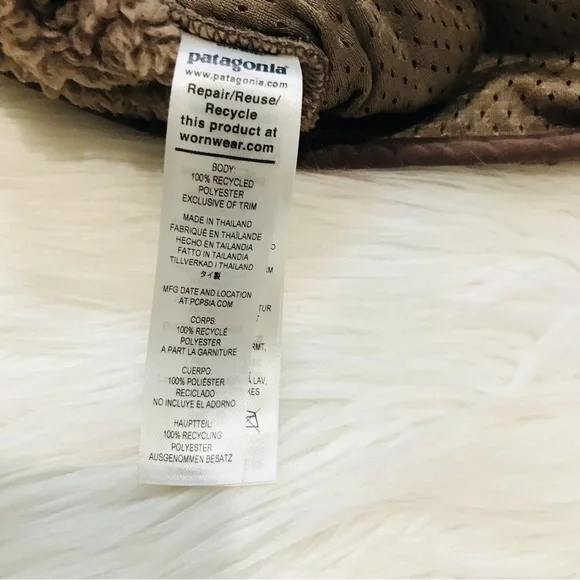 patagonia
www.patagonia.com
Repair/Reuse/
Recycle
this product at
wornwear.com
BODY:
100% RECYCLED
POLYESTER
EXCLUSIVE OF TRIM
MADE IN THAILAND
FABRIQUÉ EN THAÏLANDE
HECHO EN TAILANDIA
FATTO IN TAILANDIA
TILLVERKAD I THAILAND
タイ製
MFG DATE AND LOCATION
AT PCPSIA.COM
CORPS:
100% RECYCLÉ
POLYESTER
A PART LA GARNITURE
CUERPO:
100% POLIÉSTER
RECICLADO
NO INCLUYE EL ADORNO
HAUPTTEIL:
100% RECYCLING
POLYESTER
AUSGENOMMEN BESATZ